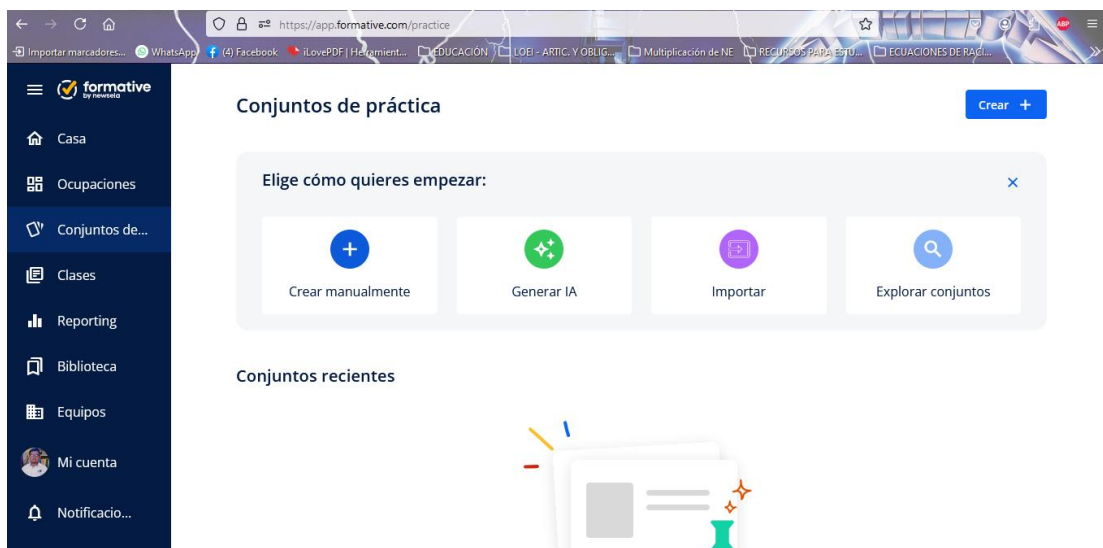 https://app.formative.com/practice
ABP
Importar marcadores... WhatsApp (4) Facebook iLovePDF | Herramient... EDUCACIÓN LOEI - ARTIC. Y OBLIG... Multiplicación de NE RECURSOS PARA ESTU... ECUACIONES DE RACI...
formative
by newsela
Conjuntos de práctica
Crear +
Casa
Elige cómo quieres empezar:
Ocupaciones
Conjuntos de...
Clases
Crear manualmente
Generar IA
Importar
Explorar conjuntos
Reporting
Biblioteca
Conjuntos recientes
Equipos
Mi cuenta
Notificacio...